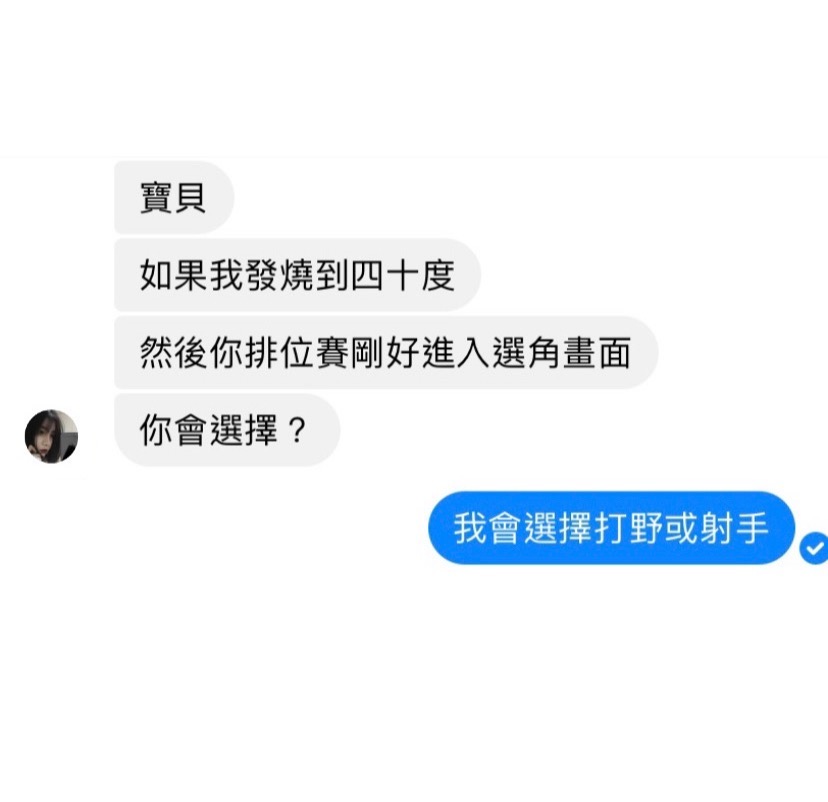 寶貝
如果我發燒到四十度
然後你排位賽剛好進入選角畫面
你會選擇？
我會選擇打野或射手